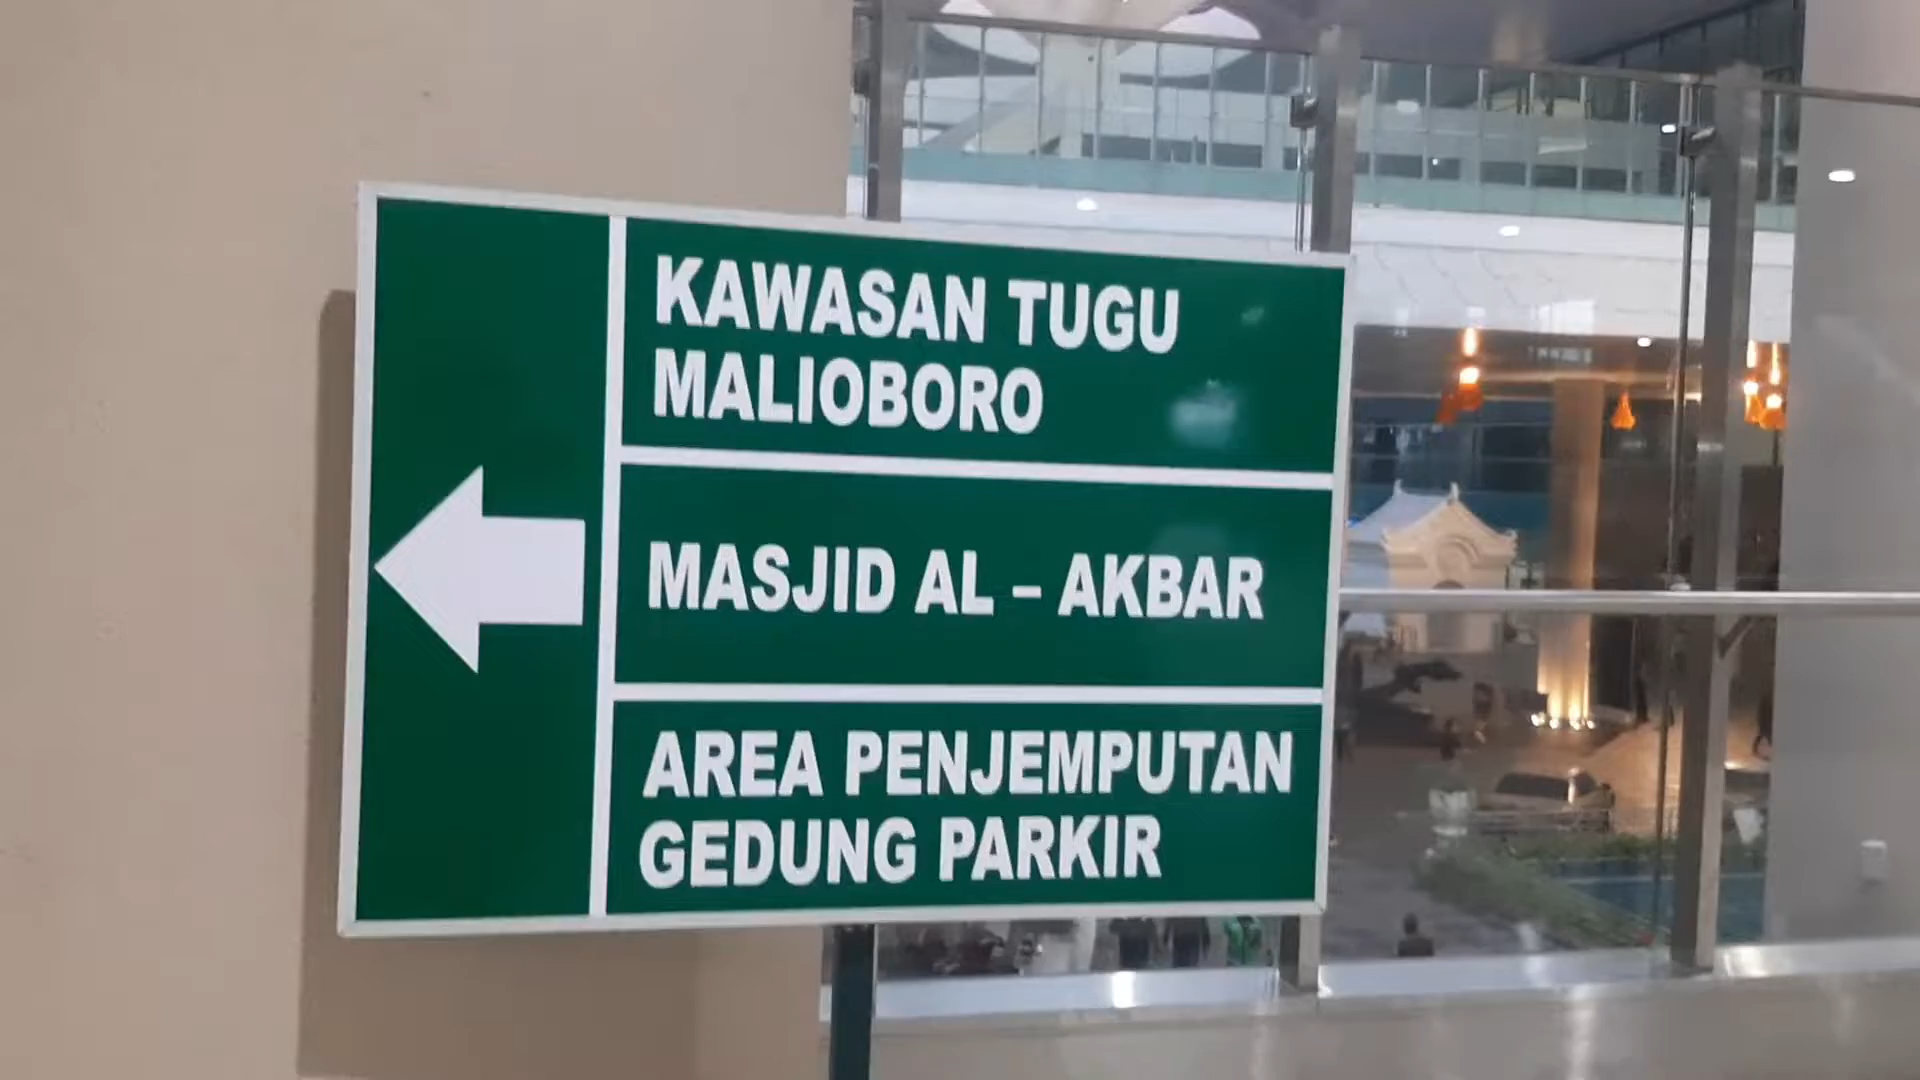 KAWASAN TUGU
MALIOBORO
MASJID AL – AKBAR
AREA PENJEMPUTAN
GEDUNG PARKIR